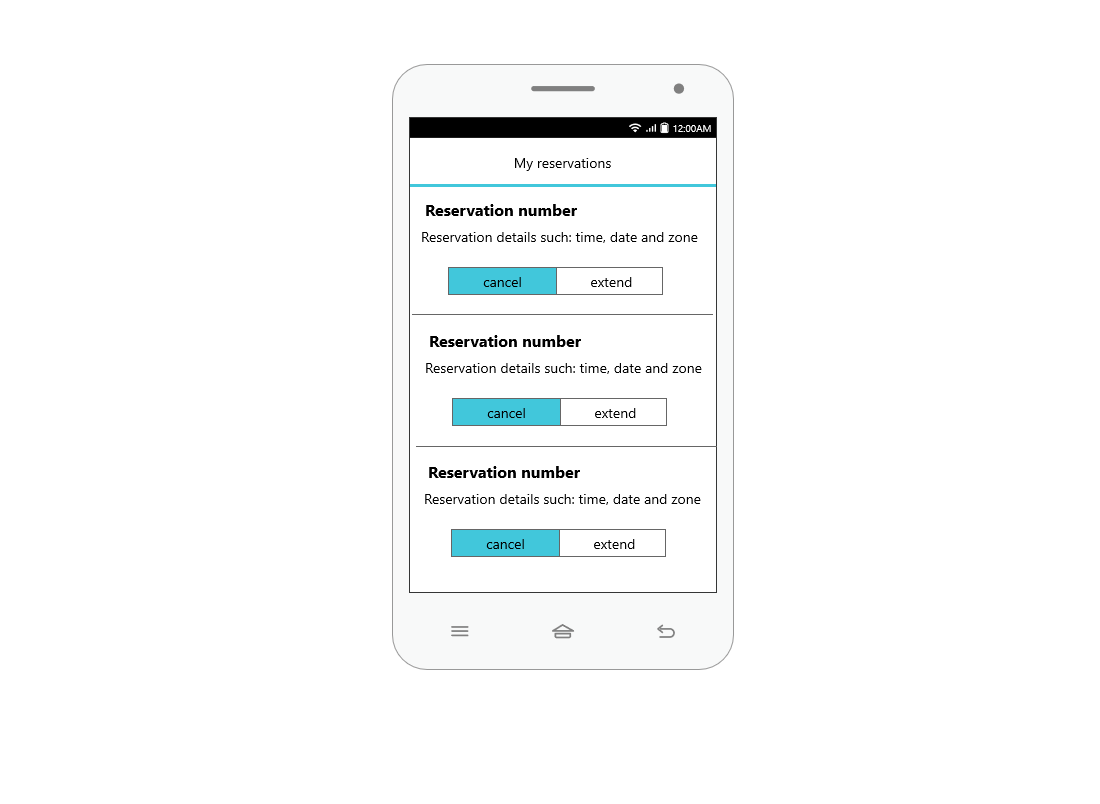 12:00AM
My reservations
Reservation number
Reservation details such: time, date and zone
cancel extend
Reservation number
Reservation details such: time, date and zone
cancel extend
Reservation number
Reservation details such: time, date and zone
cancel extend